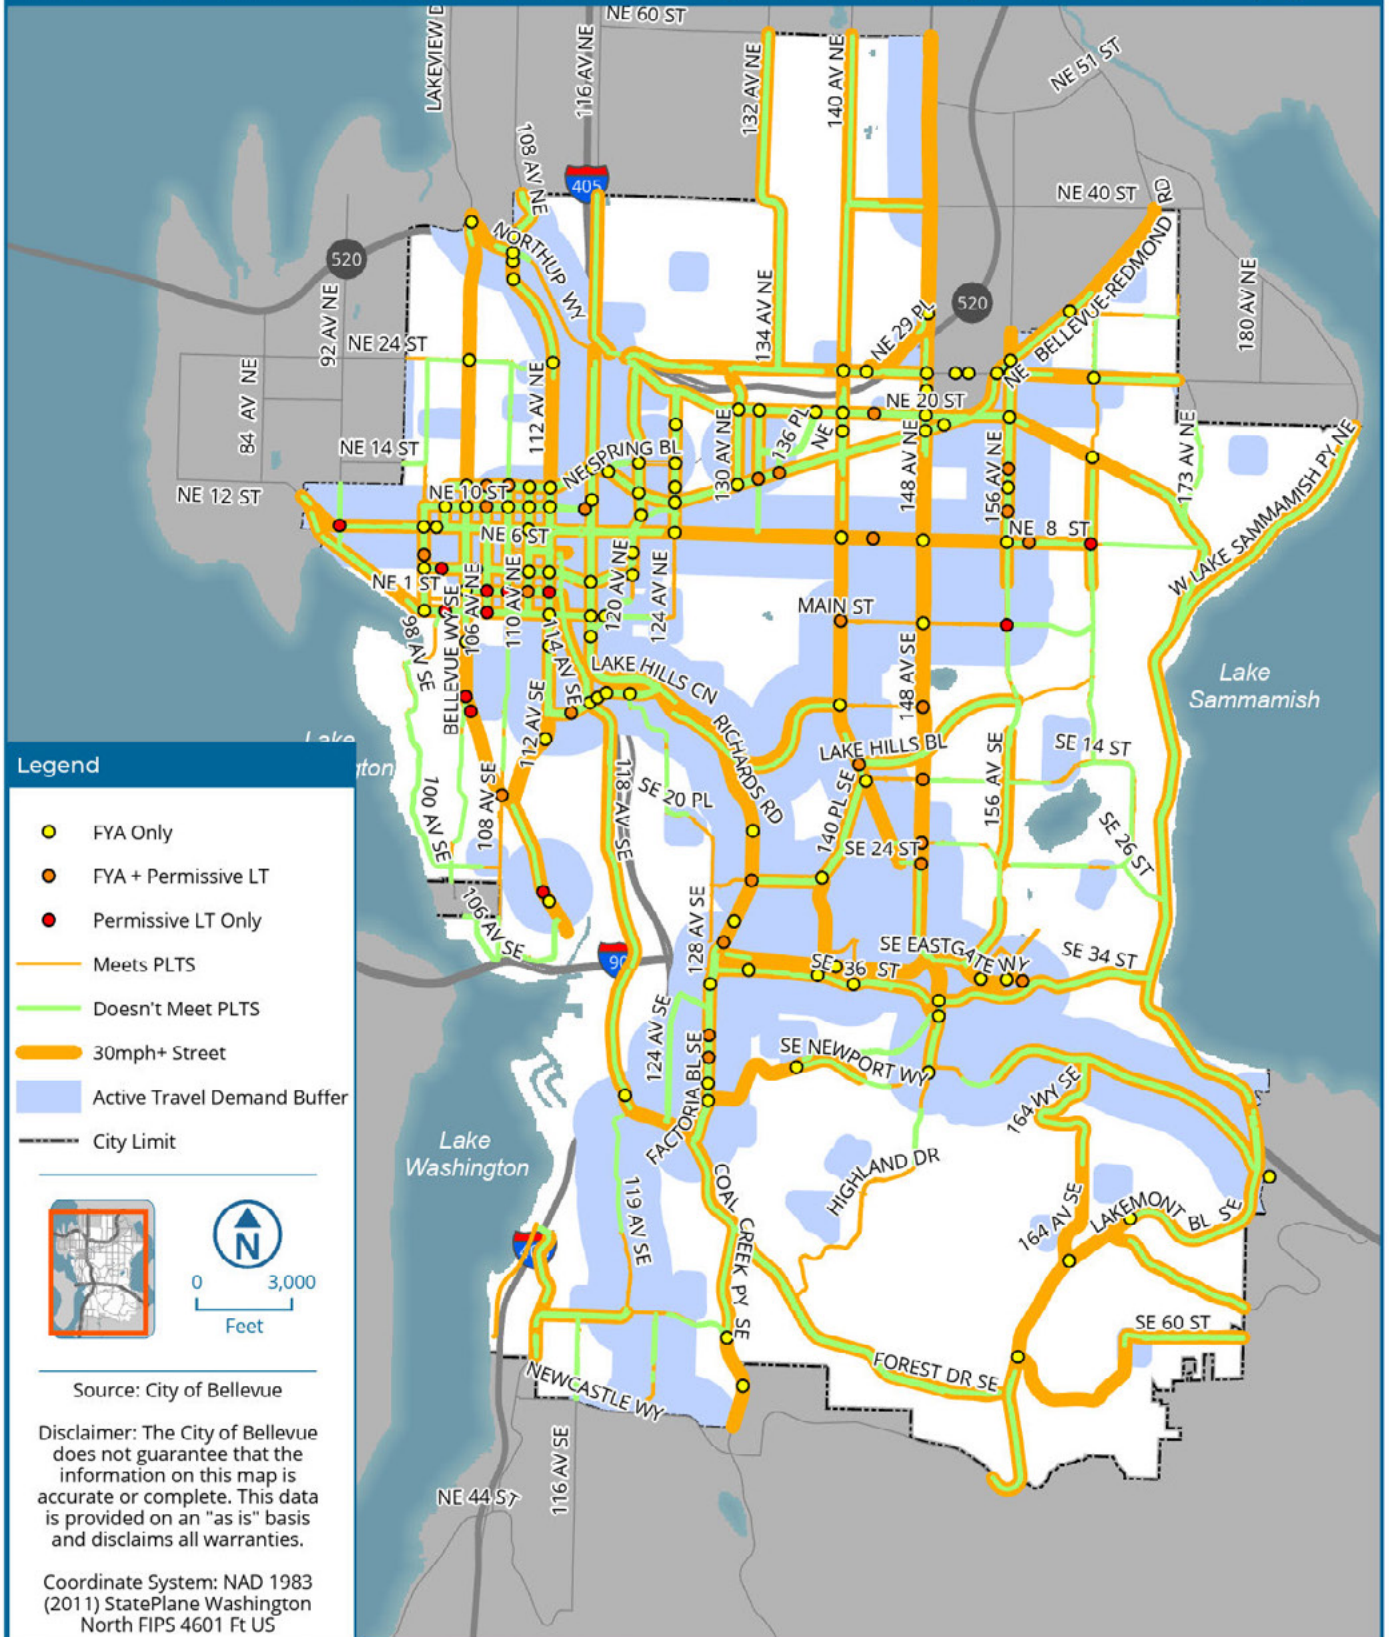 NE 60 ST
LAKEVIEW D
116 AV NE
132 AV NE
140 AV NE
NE 51 ST
108 AV NE
405
NE 40 ST
NORTHUP WY
520
92 AV NE
134 AV NE
NE 29 PL
520
BELLEVUE-REDMOND RD
NE
180 AV NE
NE 24 ST
84 AV NE
112 AV NE
NE 20 ST
136 PL
NE
130 AV NE
148 AV NE
156 AV NE
173 AV NE
NE 14 ST
NE SPRING BL
NE 12 ST
NE 10 ST
NE 8 ST
NE 6 ST
W LAKE SAMMAMISH PY NE
NE 1 ST
106 AV NE
110 AV NE
120 AV NE
124 AV NE
MAIN ST
98 AV SE
BELLEVUE WY SE
114 AV SE
LAKE HILLS CN
148 AV SE
Lake
Sammamish
112 AV SE
RICHARDS RD
LAKE HILLS BL
156 AV SE
SE 14 ST
Lake
gton
100 AV SE
108 AV SE
118 AV SE
SE 20 PL
140 PL SE
SE 24 ST
SE 26 ST
106 AV SE
128 AV SE
90
SE EASTGATE WY
SE 34 ST
SE 36 ST
124 AV SE
FACTORIA BL SE
SE NEWPORT WY
164 WY SE
Lake
Washington
119 AV SE
COAL CREEK PY SE
HIGHLAND DR
164 AV SE
LAKEMONT BL SE
SE 60 ST
FOREST DR SE
NEWCASTLE WY
116 AV SE
NE 44 ST
Legend
FYA Only
FYA + Permissive LT
Permissive LT Only
Meets PLTS
Doesn't Meet PLTS
30mph+ Street
Active Travel Demand Buffer
City Limit
N
0 3,000
Feet
Source: City of Bellevue
Disclaimer: The City of Bellevue
does not guarantee that the
information on this map is
accurate or complete. This data
is provided on an "as is" basis
and disclaims all warranties.
Coordinate System: NAD 1983
(2011) StatePlane Washington
North FIPS 4601 Ft US